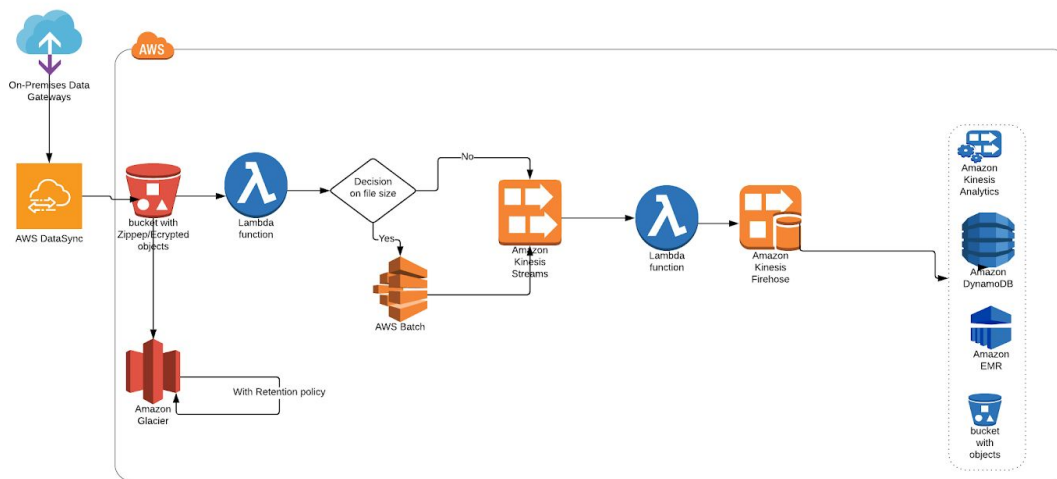 AWS
On-Premises Data
Gateways
AWS DataSync
bucket with
Zippep/Ecrypted
objects
Lambda
function
Decision
on file size
No
Yes
AWS Batch
Amazon
Kinesis
Streams
Lambda
function
Amazon
Kinesis
Firehose
Amazon
Kinesis
Analytics
Amazon
DynamoDB
Amazon
EMR
bucket
with
objects
Amazon
Glacier
With Retention policy